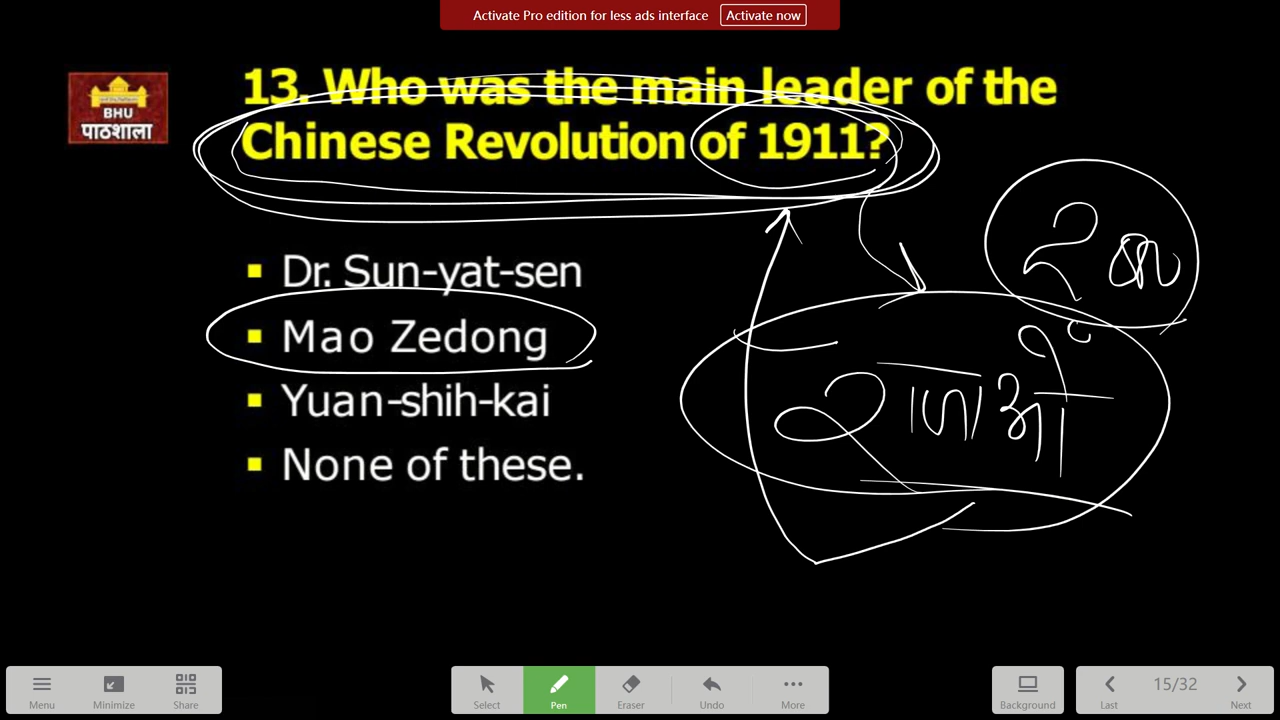 Activate Pro edition for less ads interface Activate now
13. Who was the main leader of the
Chinese Revolution of 1911?
BHU
पाठशाला
▪ Dr. Sun-yat-sen
▪ Mao Zedong
▪ Yuan-shih-kai
▪ None of these.
राजाओं
Menu Minimize Share Select Pen Eraser Undo More Background Last 15/32 Next